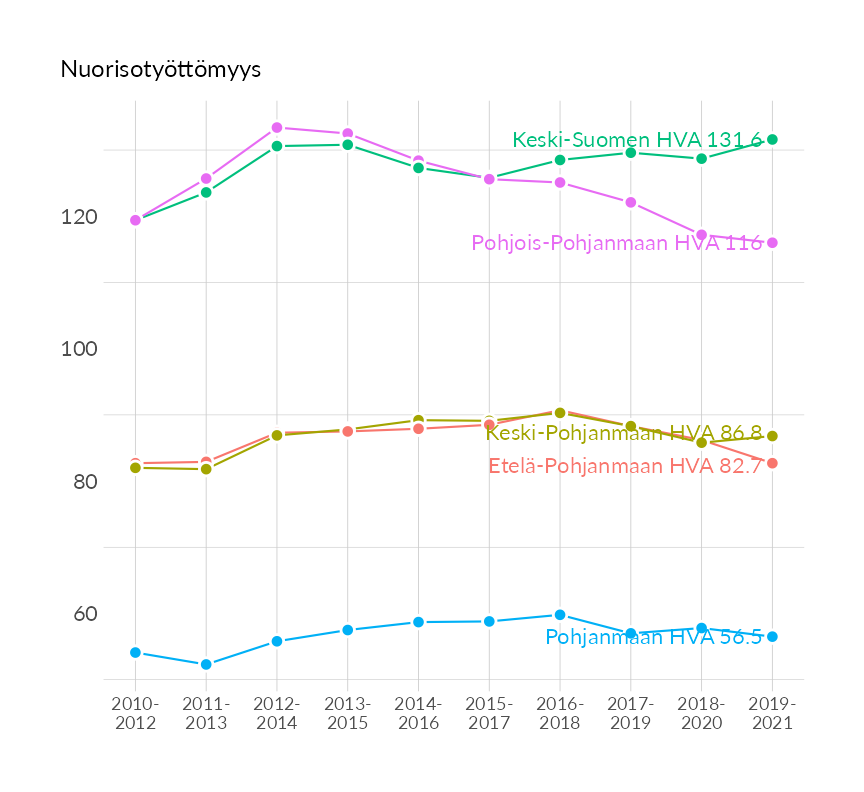 Nuorisotyöttömyys
Keski-Suomen HVA 131.6
120
Pohjois-Pohjanmaan HVA 116
100
Keski-Pohjanmaan HVA 86.8
Etelä-Pohjanmaan HVA 82.7
80
60
Pohjanmaan HVA 56.5
2010- 2011- 2012- 2013- 2014- 2015- 2016- 2017- 2018- 2019-
2012 2013 2014 2015 2016 2017 2018 2019 2020 2021